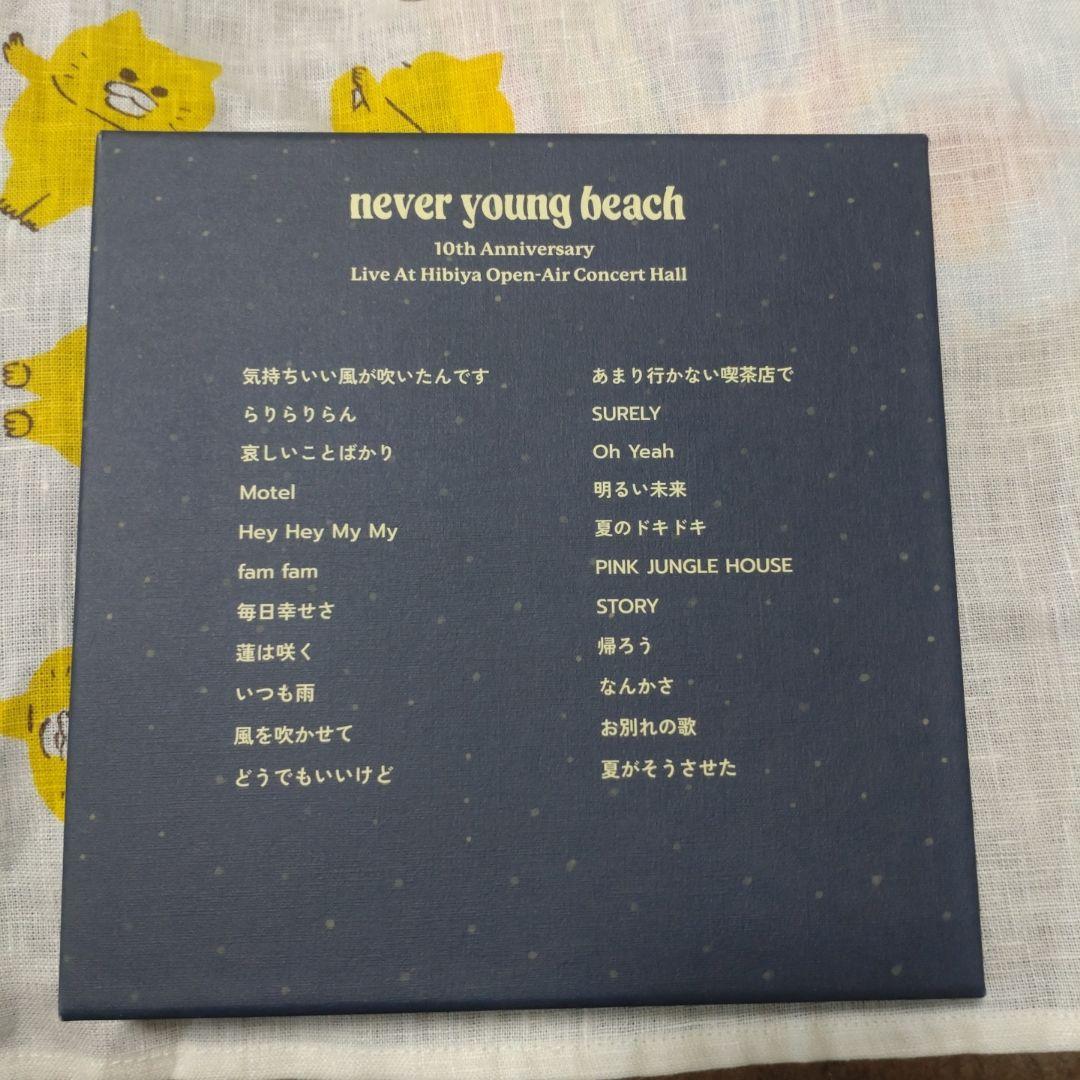 never young beach
10th Anniversary
Live At Hibiya Open-Air Concert Hall
気持ちいい風が吹いたんです
らりらりらん
哀しいことばかり
Motel
Hey Hey My My
fam fam
毎日幸せさ
蓮は咲く
いつも雨
風を吹かせて
どうでもいいけど
あまり行かない喫茶店で
SURELY
Oh Yeah
明るい未来
夏のドキドキ
PINK JUNGLE HOUSE
STORY
帰ろう
なんかさ
お別れの歌
夏がそうさせた